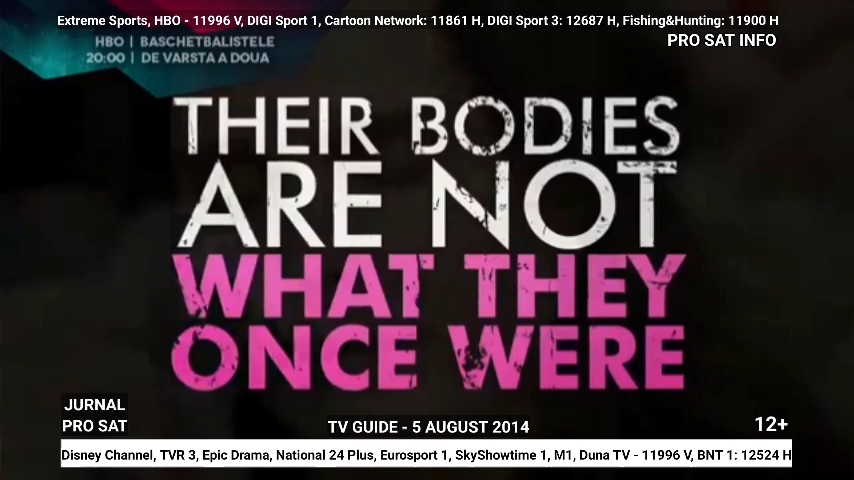 Extreme Sports, HBO - 11996 V, DIGI Sport 1, Cartoon Network: 11861 H, DIGI Sport 3: 12687 H, Fishing&Hunting: 11900 H
PRO SAT INFO
HBO | BASCHETBALISTELE
20:00 | DE VARSTA A DOUA
THEIR BODIES
ARE NOT
WHAT THEY
ONCE WERE
JURNAL
PRO SAT
TV GUIDE - 5 AUGUST 2014
12+
Disney Channel, TVR 3, Epic Drama, National 24 Plus, Eurosport 1, SkyShowtime 1, M1, Duna TV - 11996 V, BNT 1: 12524 H